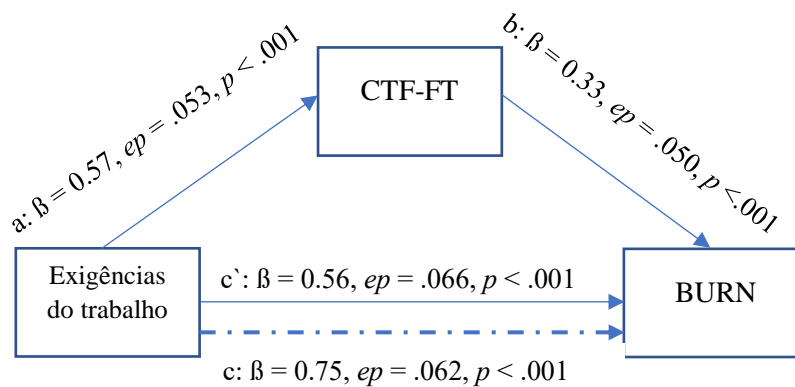 a: ß = 0.57, ep = .053, p < .001
CTF-FT
b: ß = 0.33, ep = .050, p <.001
Exigências
do trabalho
c`: ß = 0.56, ep = .066, p < .001
BURN
c: ß = 0.75, ep = .062, p < .001